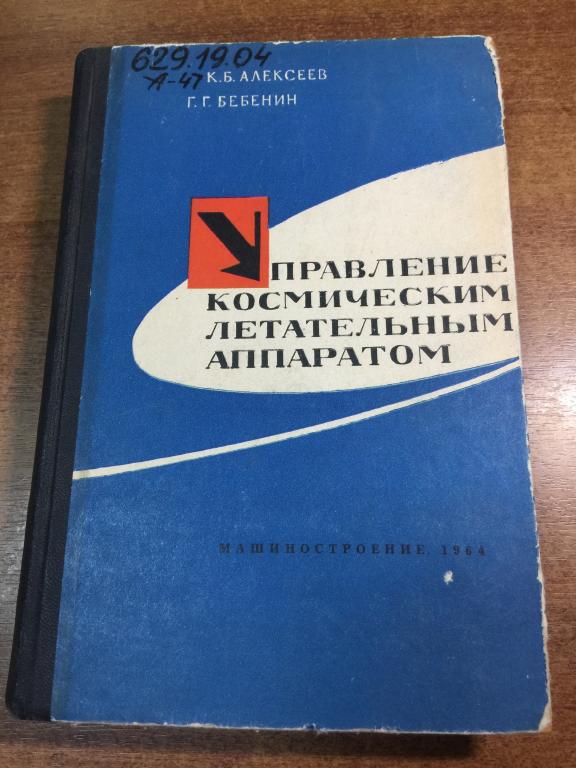 629.19.04
А-47
К.Б.АЛЕКСЕЕВ
Г.Г.БЕБЕНИН
УПРАВЛЕНИЕ
КОСМИЧЕСКИМ
ЛЕТАТЕЛЬНЫМ
АППАРАТОМ
МАШИНОСТРОЕНИЕ, 1964